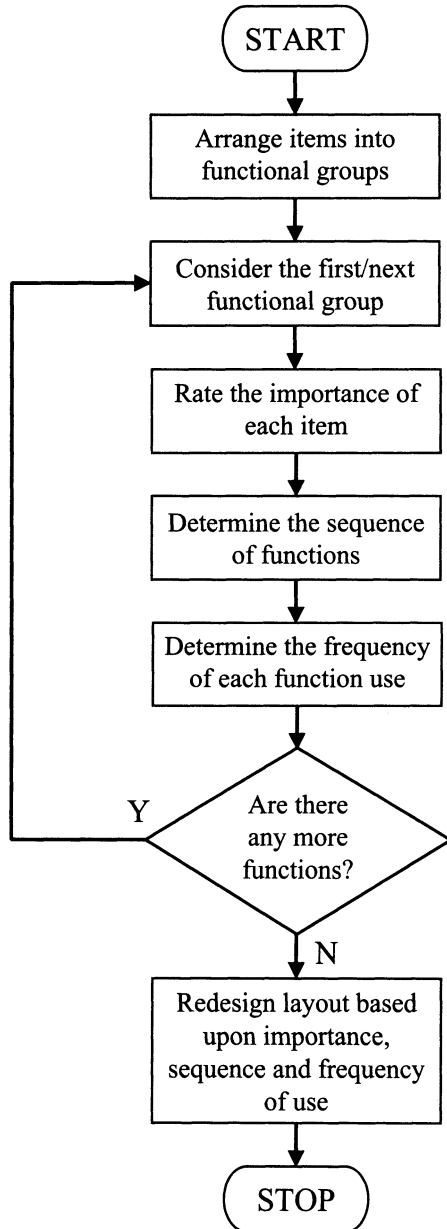 START
Arrange items into
functional groups
Consider the first/next
functional group
Rate the importance of
each item
Determine the sequence
of functions
Determine the frequency
of each function use
Y
Are there
any more
functions?
N
Redesign layout based
upon importance,
sequence and frequency
of use
STOP